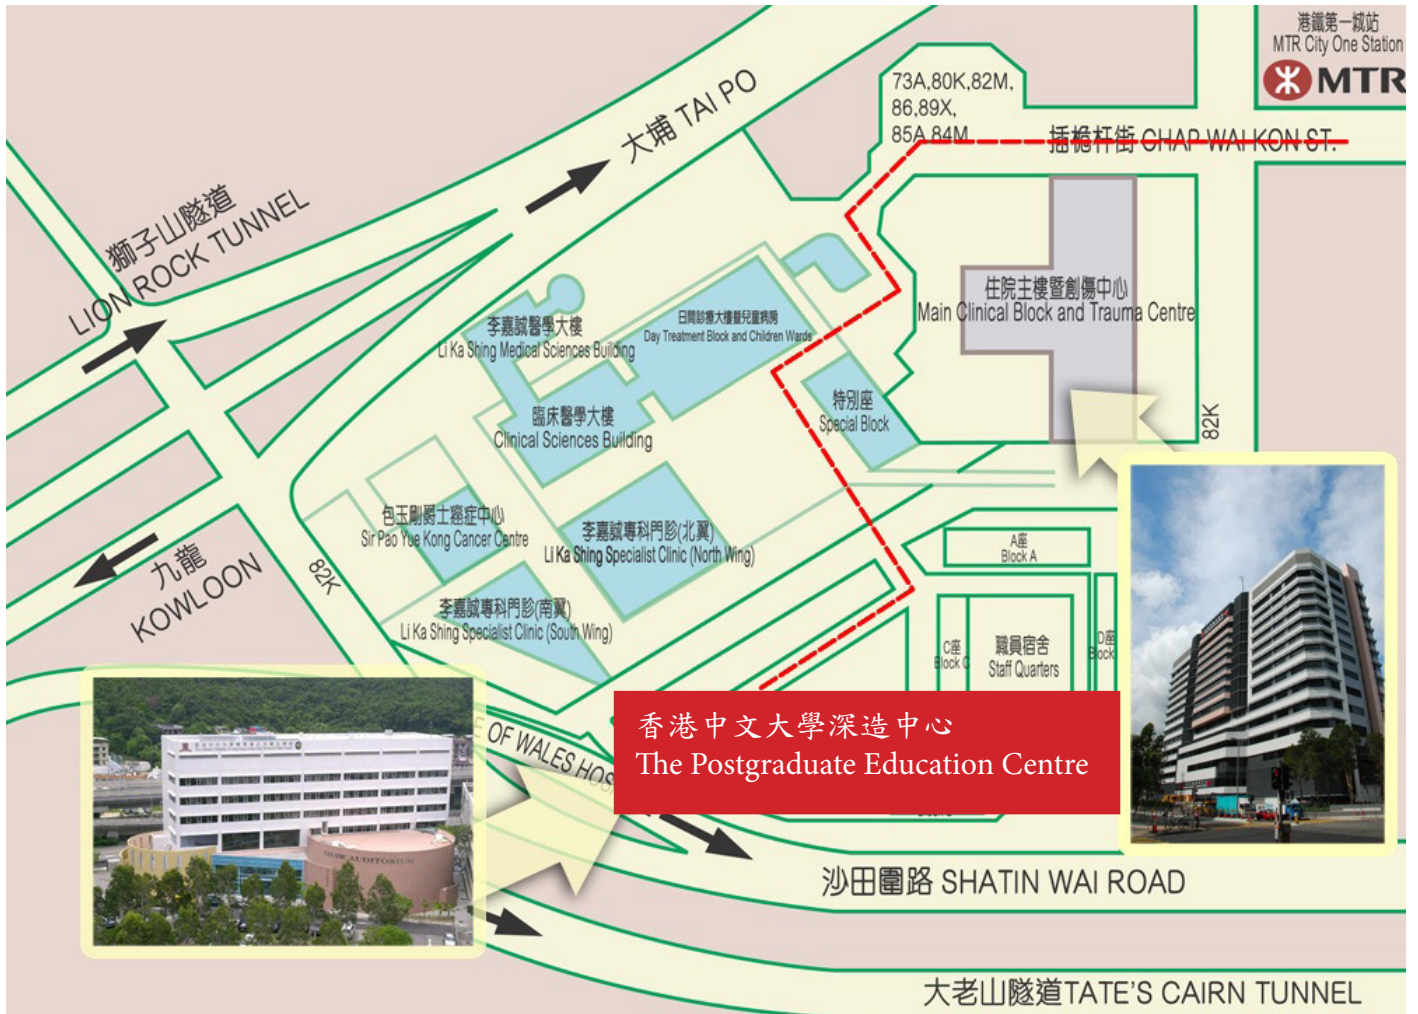 港鐵第一城站
MTR City One Station
MTR
73A,80K,82M,
86,89X,
85A,84M
插桅杆街 CHAP WAI KON ST.
大埔 TAI PO
獅子山隧道
LION ROCK TUNNEL
住院主樓暨創傷中心
Main Clinical Block and Trauma Centre
李嘉誠醫學大樓
Li Ka Shing Medical Sciences Building
日間診療大樓暨兒童病房
Day Treatment Block and Children Wards
臨床醫學大樓
Clinical Sciences Building
特別座
Special Block
82K
包玉剛爵士癌症中心
Sir Pao Yue Kong Cancer Centre
李嘉誠專科門診(北翼)
Li Ka Shing Specialist Clinic (North Wing)
A座
Block A
九龍
KOWLOON
82K
李嘉誠專科門診(南翼)
Li Ka Shing Specialist Clinic (South Wing)
C座
Block C
職員宿舍
Staff Quarters
D座
Block
E OF WALES HOS
香港中文大學深造中心
The Postgraduate Education Centre
SHAW AUDITORIUM
沙田圍路 SHATIN WAI ROAD
大老山隧道TATE'S CAIRN TUNNEL